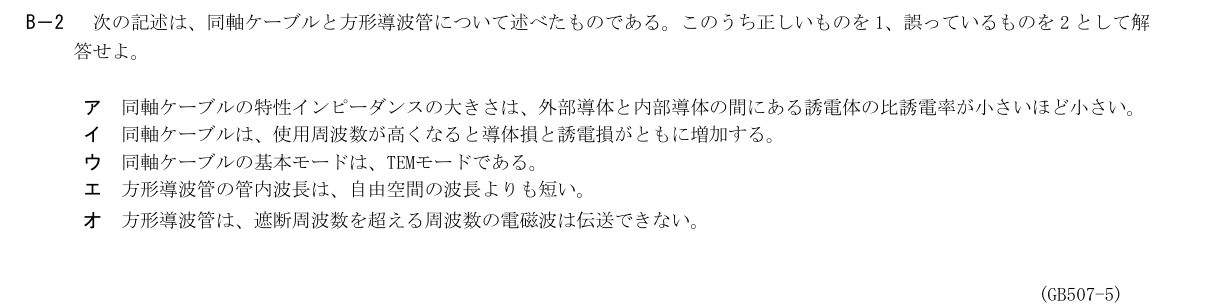 B－2 次の記述は、同軸ケーブルと方形導波管について述べたものである。このうち正しいものを 1、誤っているものを 2 として解
答せよ。
ア 同軸ケーブルの特性インピーダンスの大きさは、外部導体と内部導体の間にある誘電体の比誘電率が小さいほど小さい。
イ 同軸ケーブルは、使用周波数が高くなると導体損と誘電損がともに増加する。
ウ 同軸ケーブルの基本モードは、TEMモードである。
エ 方形導波管の管内波長は、自由空間の波長よりも短い。
オ 方形導波管は、遮断周波数を超える周波数の電磁波は伝送できない。
(GB507-5)